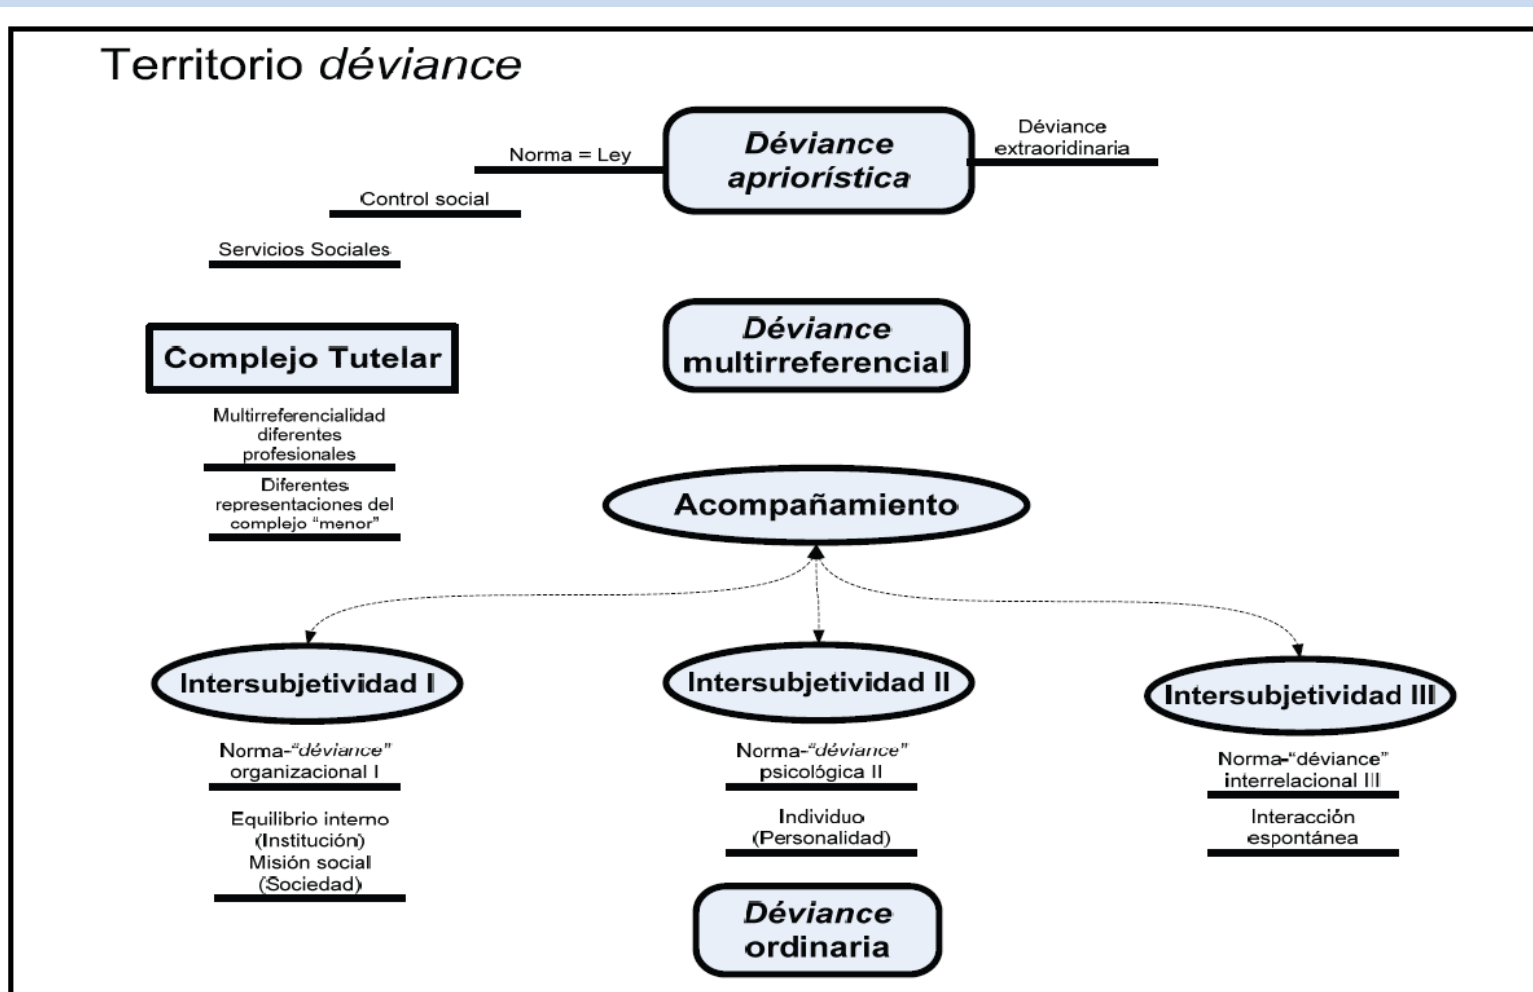 Territorio déviance
Déviance
apriorística
Déviance
extraoridinaria
Norma = Ley
Control social
Servicios Sociales
Complejo Tutelar
Déviance
multirreferencial
Multirreferencialidad
diferentes
profesionales
Diferentes
representaciones del
complejo “menor”
Acompañamiento
Intersubjetividad I
Intersubjetividad II
Intersubjetividad III
Norma-“déviance”
organizacional I
Norma-“déviance”
psicológica II
Norma-“déviance”
interrelacional III
Equilibrio interno
(Institución)
Misión social
(Sociedad)
Individuo
(Personalidad)
Interacción
espontánea
Déviance
ordinaria